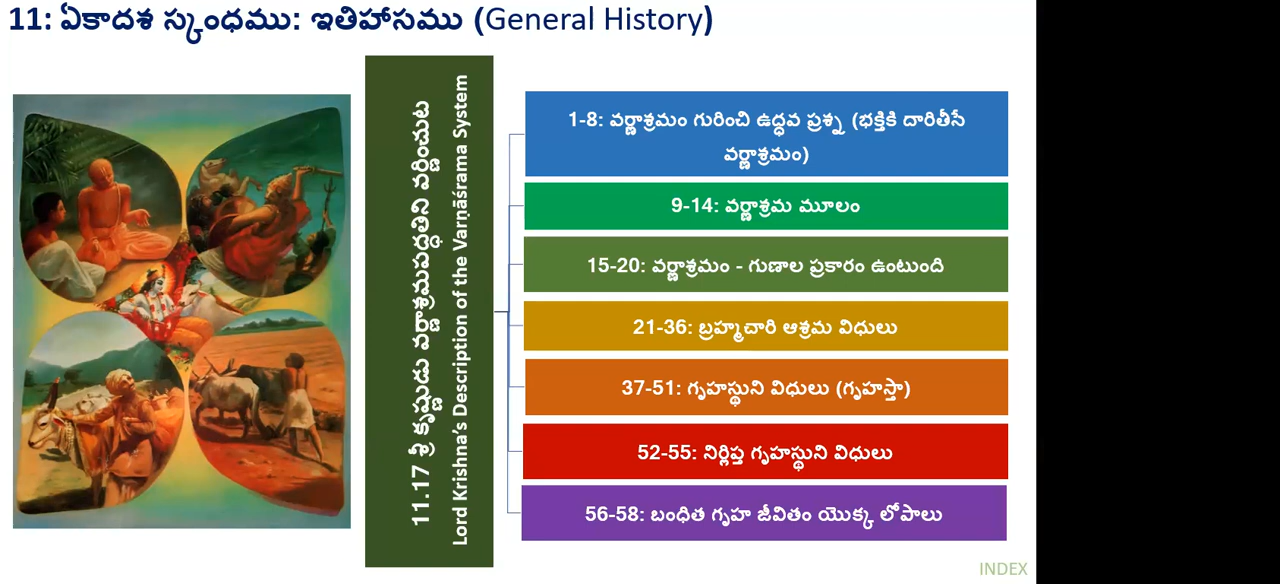 11: ఏకాదశ స్కంధము: ఇతిహాసము (General History)
11.17 శ్రీ కృష్ణుడు వర్ణాశ్రమపద్ధతిని వర్ణించుట
Lord Krishna’s Description of the Varṇāśrama System
1-8: వర్ణాశ్రమం గురించి ఉద్ధవ ప్రశ్న (భక్తికి దారితీసే
వర్ణాశ్రమం)
9-14: వర్ణాశ్రమ మూలం
15-20: వర్ణాశ్రమం - గుణాల ప్రకారం ఉంటుంది
21-36: బ్రహ్మచారి ఆశ్రమ విధులు
37-51: గృహస్థుని విధులు (గృహస్తా)
52-55: నిర్లిప్త గృహస్థుని విధులు
56-58: బంధిత గృహ జీవితం యొక్క లోపాలు
INDEX